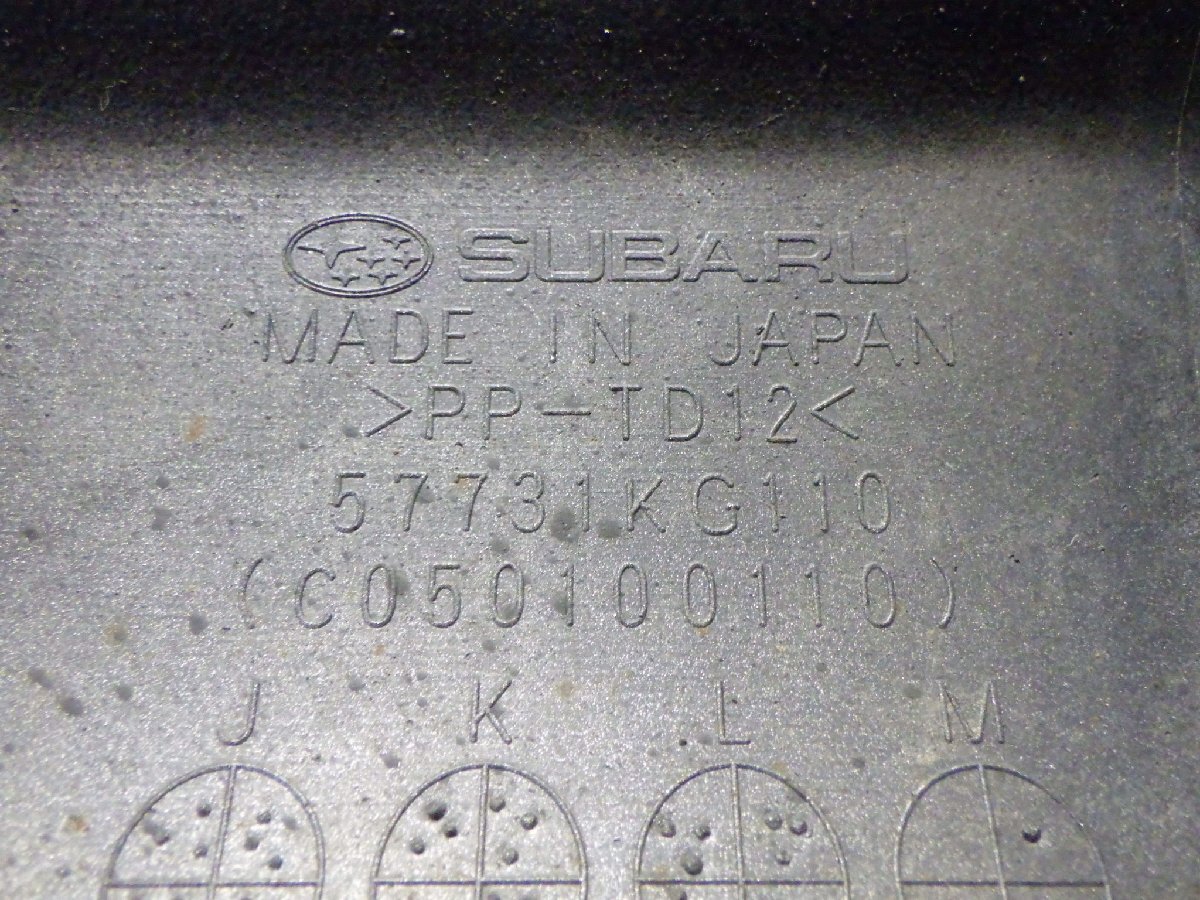 SUBARU
MADE IN JAPAN
>PP-TD12<
57731KG110
(C050100110)
J K L M